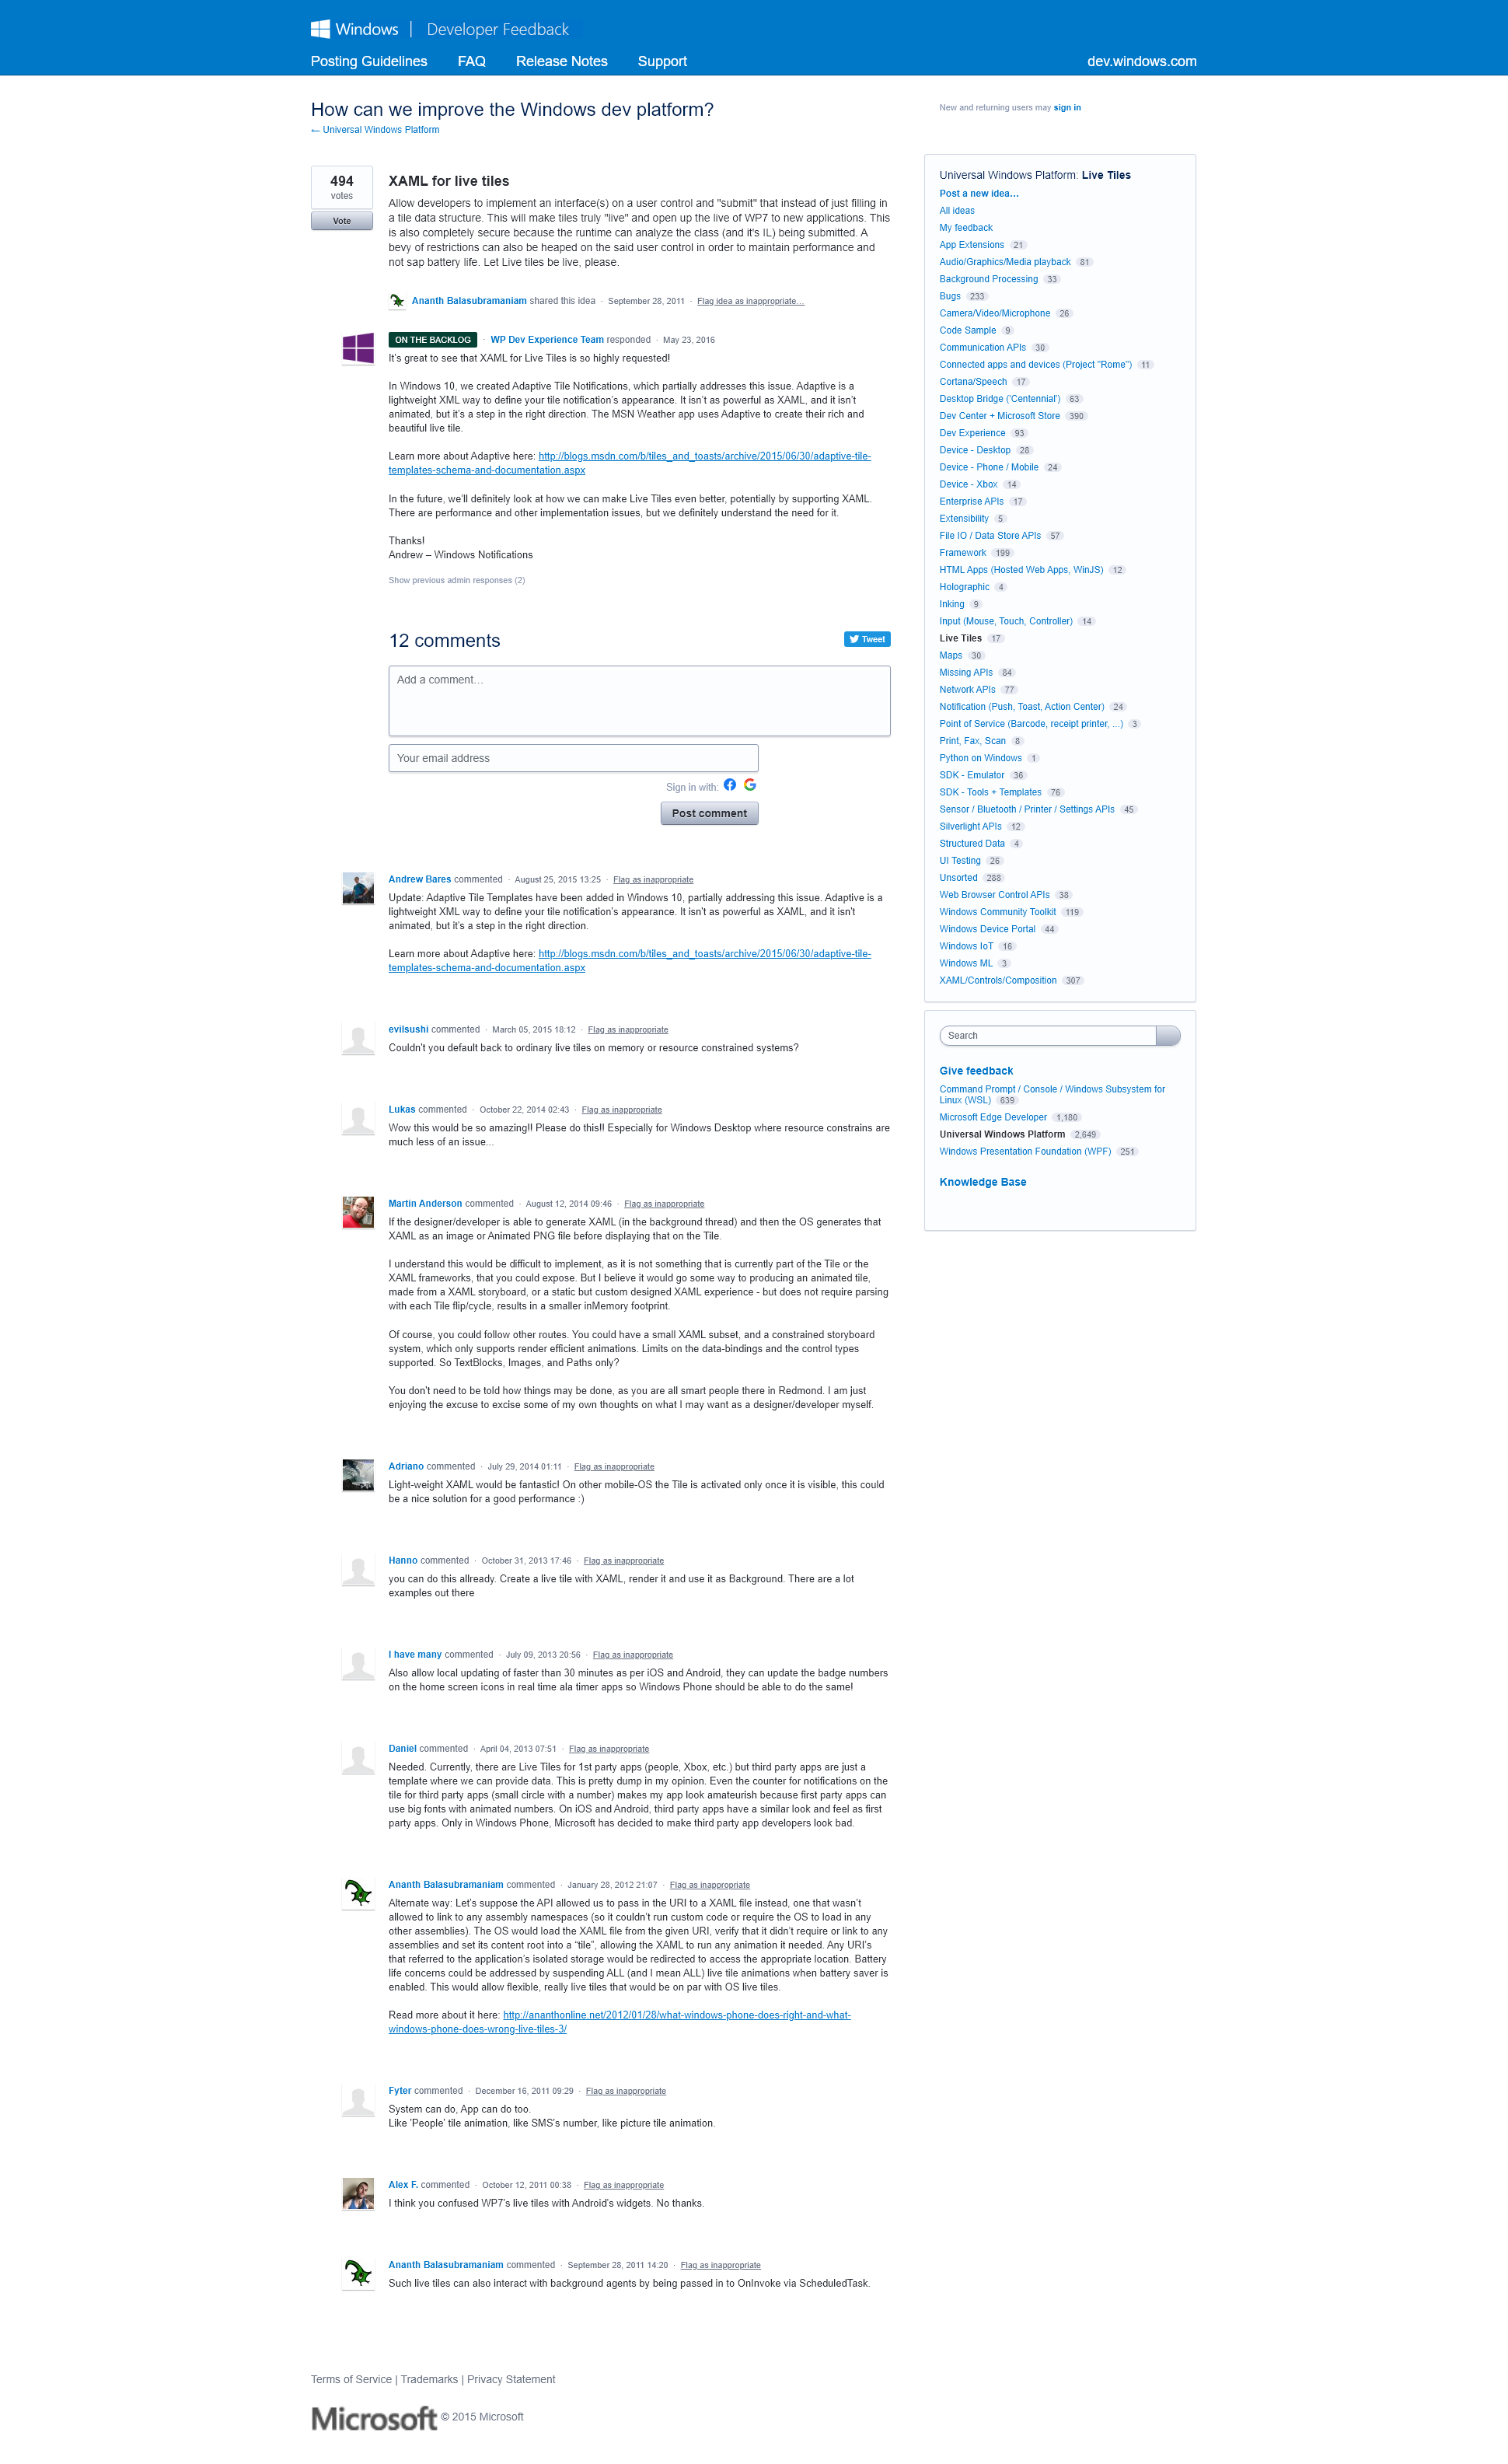 Windows | Developer Feedback
Posting Guidelines FAQ Release Notes Support dev.windows.com
How can we improve the Windows dev platform?
← Universal Windows Platform
New and returning users may sign in
494
votes
Vote
XAML for live tiles
Allow developers to implement an interface(s) on a user control and "submit" that instead of just filling in
a tile data structure. This will make tiles truly "live" and open up the live of WP7 to new applications. This
is also completely secure because the runtime can analyze the class (and it's IL) being submitted. A
bevy of restrictions can also be heaped on the said user control in order to maintain performance and
not sap battery life. Let Live tiles be live, please.
Ananth Balasubramaniam shared this idea · September 28, 2011 · Flag idea as inappropriate…
ON THE BACKLOG · WP Dev Experience Team responded · May 23, 2016
It’s great to see that XAML for Live Tiles is so highly requested!
In Windows 10, we created Adaptive Tile Notifications, which partially addresses this issue. Adaptive is a
lightweight XML way to define your tile notification’s appearance. It isn’t as powerful as XAML, and it isn’t
animated, but it’s a step in the right direction. The MSN Weather app uses Adaptive to create their rich and
beautiful live tile.
Learn more about Adaptive here: http://blogs.msdn.com/b/tiles_and_toasts/archive/2015/06/30/adaptive-tile-
templates-schema-and-documentation.aspx
In the future, we’ll definitely look at how we can make Live Tiles even better, potentially by supporting XAML.
There are performance and other implementation issues, but we definitely understand the need for it.
Thanks!
Andrew – Windows Notifications
Show previous admin responses (2)
12 comments
Tweet
Add a comment…
Your email address
Sign in with:
Post comment
Andrew Bares commented · August 25, 2015 13:25 · Flag as inappropriate
Update: Adaptive Tile Templates have been added in Windows 10, partially addressing this issue. Adaptive is a
lightweight XML way to define your tile notification's appearance. It isn't as powerful as XAML, and it isn't
animated, but it's a step in the right direction.
Learn more about Adaptive here: http://blogs.msdn.com/b/tiles_and_toasts/archive/2015/06/30/adaptive-tile-
templates-schema-and-documentation.aspx
evilsushi commented · March 05, 2015 18:12 · Flag as inappropriate
Couldn't you default back to ordinary live tiles on memory or resource constrained systems?
Lukas commented · October 22, 2014 02:43 · Flag as inappropriate
Wow this would be so amazing!! Please do this!! Especially for Windows Desktop where resource constrains are
much less of an issue...
Martin Anderson commented · August 12, 2014 09:46 · Flag as inappropriate
If the designer/developer is able to generate XAML (in the background thread) and then the OS generates that
XAML as an image or Animated PNG file before displaying that on the Tile.
I understand this would be difficult to implement, as it is not something that is currently part of the Tile or the
XAML frameworks, that you could expose. But I believe it would go some way to producing an animated tile,
made from a XAML storyboard, or a static but custom designed XAML experience - but does not require parsing
with each Tile flip/cycle, results in a smaller inMemory footprint.
Of course, you could follow other routes. You could have a small XAML subset, and a constrained storyboard
system, which only supports render efficient animations. Limits on the data-bindings and the control types
supported. So TextBlocks, Images, and Paths only?
You don't need to be told how things may be done, as you are all smart people there in Redmond. I am just
enjoying the excuse to excise some of my own thoughts on what I may want as a designer/developer myself.
Adriano commented · July 29, 2014 01:11 · Flag as inappropriate
Light-weight XAML would be fantastic! On other mobile-OS the Tile is activated only once it is visible, this could
be a nice solution for a good performance :)
Hanno commented · October 31, 2013 17:46 · Flag as inappropriate
you can do this allready. Create a live tile with XAML, render it and use it as Background. There are a lot
examples out there
I have many commented · July 09, 2013 20:56 · Flag as inappropriate
Also allow local updating of faster than 30 minutes as per iOS and Android, they can update the badge numbers
on the home screen icons in real time ala timer apps so Windows Phone should be able to do the same!
Daniel commented · April 04, 2013 07:51 · Flag as inappropriate
Needed. Currently, there are Live Tiles for 1st party apps (people, Xbox, etc.) but third party apps are just a
template where we can provide data. This is pretty dump in my opinion. Even the counter for notifications on the
tile for third party apps (small circle with a number) makes my app look amateurish because first party apps can
use big fonts with animated numbers. On iOS and Android, third party apps have a similar look and feel as first
party apps. Only in Windows Phone, Microsoft has decided to make third party app developers look bad.
Ananth Balasubramaniam commented · January 28, 2012 21:07 · Flag as inappropriate
Alternate way: Let’s suppose the API allowed us to pass in the URI to a XAML file instead, one that wasn’t
allowed to link to any assembly namespaces (so it couldn’t run custom code or require the OS to load in any
other assemblies). The OS would load the XAML file from the given URI, verify that it didn’t require or link to any
assemblies and set its content root into a “tile”, allowing the XAML to run any animation it needed. Any URI’s
that referred to the application’s isolated storage would be redirected to access the appropriate location. Battery
life concerns could be addressed by suspending ALL (and I mean ALL) live tile animations when battery saver is
enabled. This would allow flexible, really live tiles that would be on par with OS live tiles.
Read more about it here: http://ananthonline.net/2012/01/28/what-windows-phone-does-right-and-what-
windows-phone-does-wrong-live-tiles-3/
Fyter commented · December 16, 2011 09:29 · Flag as inappropriate
System can do, App can do too.
Like 'People' tile animation, like SMS's number, like picture tile animation.
Alex F. commented · October 12, 2011 00:38 · Flag as inappropriate
I think you confused WP7's live tiles with Android's widgets. No thanks.
Ananth Balasubramaniam commented · September 28, 2011 14:20 · Flag as inappropriate
Such live tiles can also interact with background agents by being passed in to OnInvoke via ScheduledTask.
Universal Windows Platform: Live Tiles
Post a new idea…
All ideas
My feedback
App Extensions 21
Audio/Graphics/Media playback 81
Background Processing 33
Bugs 233
Camera/Video/Microphone 26
Code Sample 9
Communication APIs 30
Connected apps and devices (Project "Rome") 11
Cortana/Speech 17
Desktop Bridge ('Centennial') 63
Dev Center + Microsoft Store 390
Dev Experience 93
Device - Desktop 28
Device - Phone / Mobile 24
Device - Xbox 14
Enterprise APIs 17
Extensibility 5
File IO / Data Store APIs 57
Framework 199
HTML Apps (Hosted Web Apps, WinJS) 12
Holographic 4
Inking 9
Input (Mouse, Touch, Controller) 14
Live Tiles 17
Maps 30
Missing APIs 84
Network APIs 77
Notification (Push, Toast, Action Center) 24
Point of Service (Barcode, receipt printer, ...) 3
Print, Fax, Scan 8
Python on Windows 1
SDK - Emulator 36
SDK - Tools + Templates 76
Sensor / Bluetooth / Printer / Settings APIs 45
Silverlight APIs 12
Structured Data 4
UI Testing 26
Unsorted 288
Web Browser Control APIs 38
Windows Community Toolkit 119
Windows Device Portal 44
Windows IoT 16
Windows ML 3
XAML/Controls/Composition 307
Search
Give feedback
Command Prompt / Console / Windows Subsystem for
Linux (WSL) 639
Microsoft Edge Developer 1,180
Universal Windows Platform 2,649
Windows Presentation Foundation (WPF) 251
Knowledge Base
Terms of Service | Trademarks | Privacy Statement
Microsoft © 2015 Microsoft